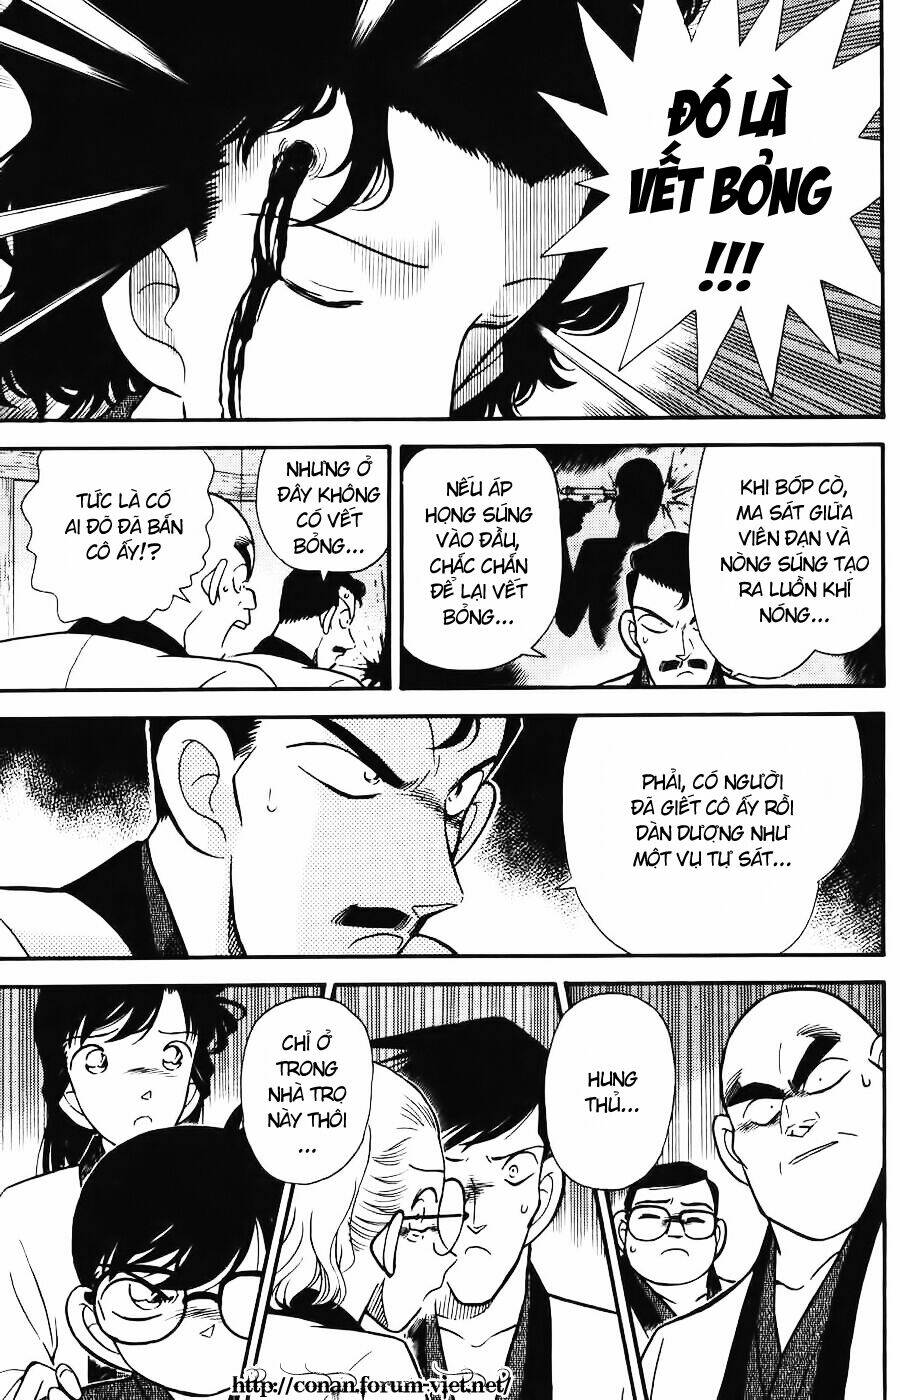 ĐÓ LÀ
VẾT BỎNG
!!!
KHI BÓP CÒ,
MA SÁT GIỮA
VIÊN ĐẠN VÀ
NÒNG SÚNG TẠO
RA LUỒN KHÍ
NÓNG...
NẾU ÁP
HỌNG SÚNG
VÀO ĐẦU,
CHẮC CHẮN
ĐỂ LẠI VẾT
BỎNG...
NHƯNG Ở
ĐÂY KHÔNG
CÓ VẾT
BỎNG...
TỨC LÀ CÓ
AI ĐÓ ĐÃ BẮN
CÔ ẤY!?
PHẢI, CÓ NGƯỜI
ĐÃ GIẾT CÔ ẤY RỒI
DÀN DƯỢNG NHƯ
MỘT VỤ TỰ SÁT...
HUNG
THỦ...
CHỈ Ở
TRONG
NHÀ TRỌ
NÀY THÔI
...
http://conan.forum-viet.net/